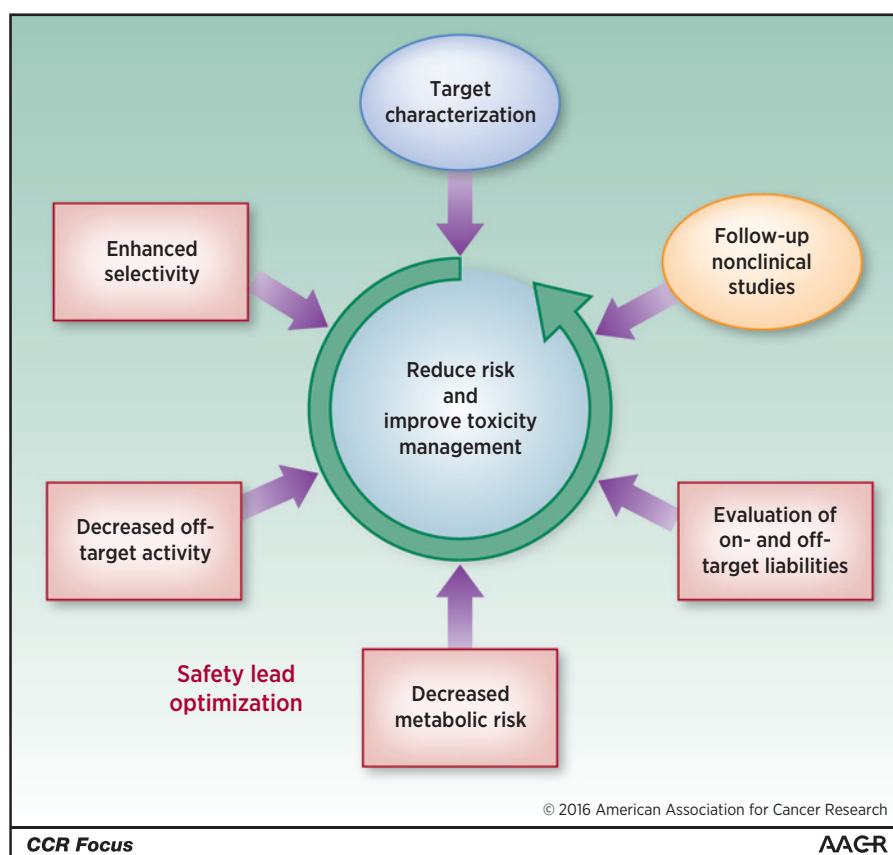 Target
characterization
Enhanced
selectivity
Follow-up
nonclinical
studies
Reduce risk
and
improve toxicity
management
Decreased off-
target activity
Evaluation of
on- and off-
target liabilities
Safety lead
optimization
Decreased
metabolic risk
© 2016 American Association for Cancer Research
CCR Focus
AACR